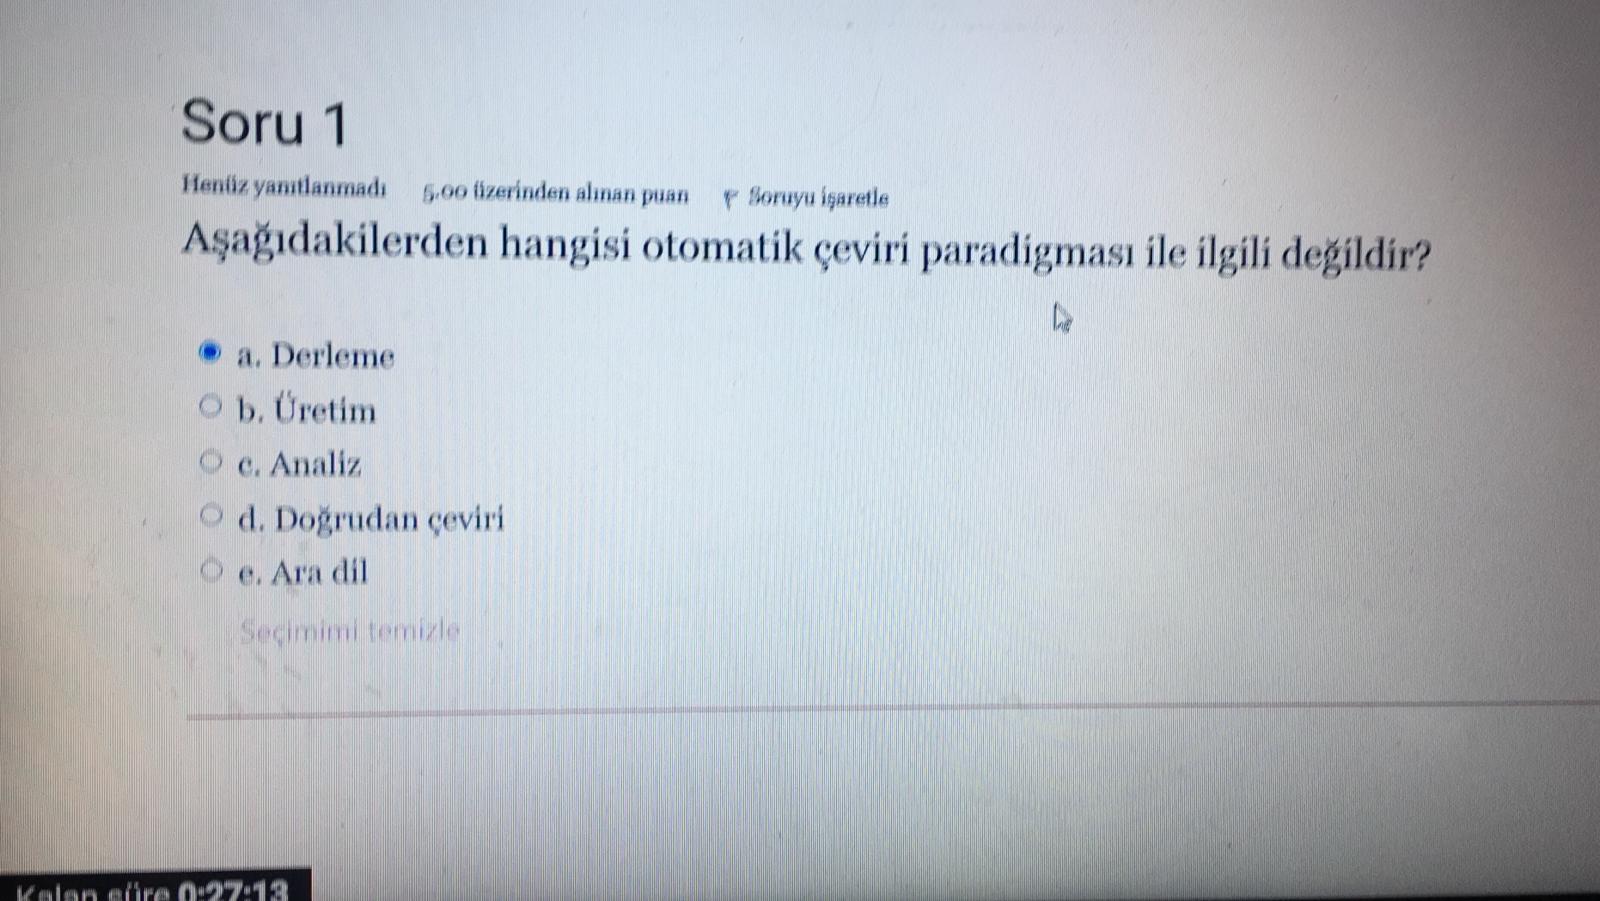 Soru 1
Henüz yanıtlanmadı 5,00 üzerinden alınan puan Soruyu işaretle
Aşağıdakilerden hangisi otomatik çeviri paradigması ile ilgili değildir?
a. Derleme
b. Üretim
c. Analiz
d. Doğrudan çeviri
e. Ara dil
Seçimimi temizle
Kalan süre 0:27:13